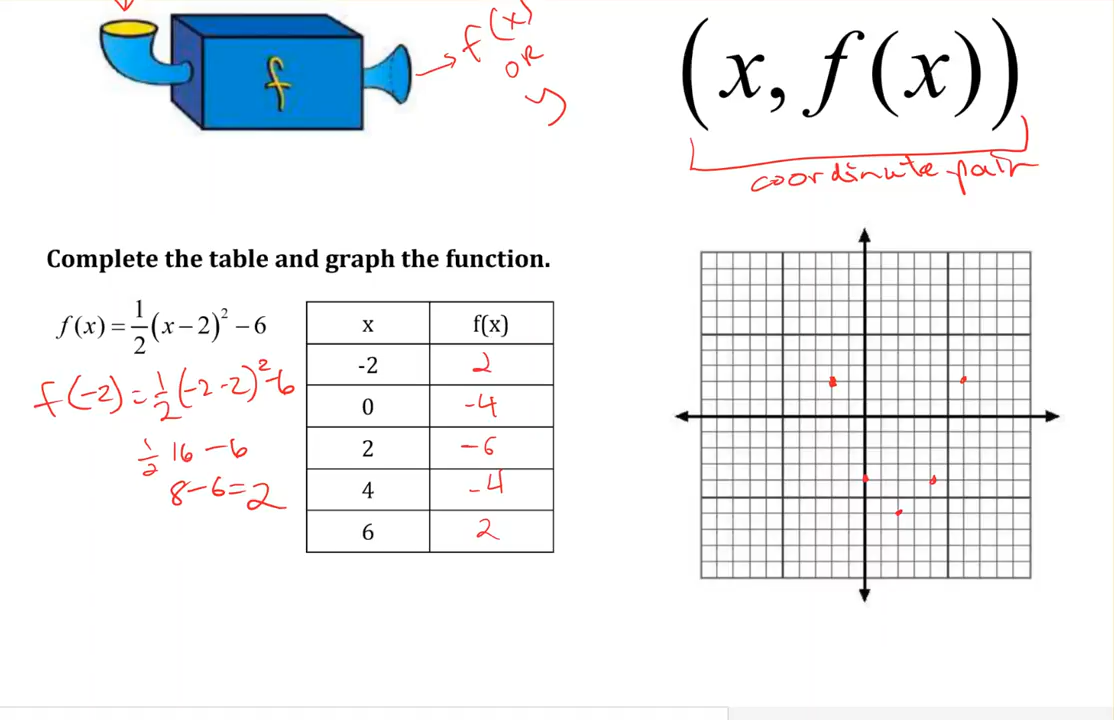 f(x)
OR
y
f
(x, f(x))
coordinate pair
Complete the table and graph the function.
f(x) = 1/2 (x − 2)² − 6
f(-2) = 1/2 (-2 -2)² -6
1/2 16 - 6
8 - 6 = 2
x f(x)
-2 2
0 -4
2 -6
4 -4
6 2